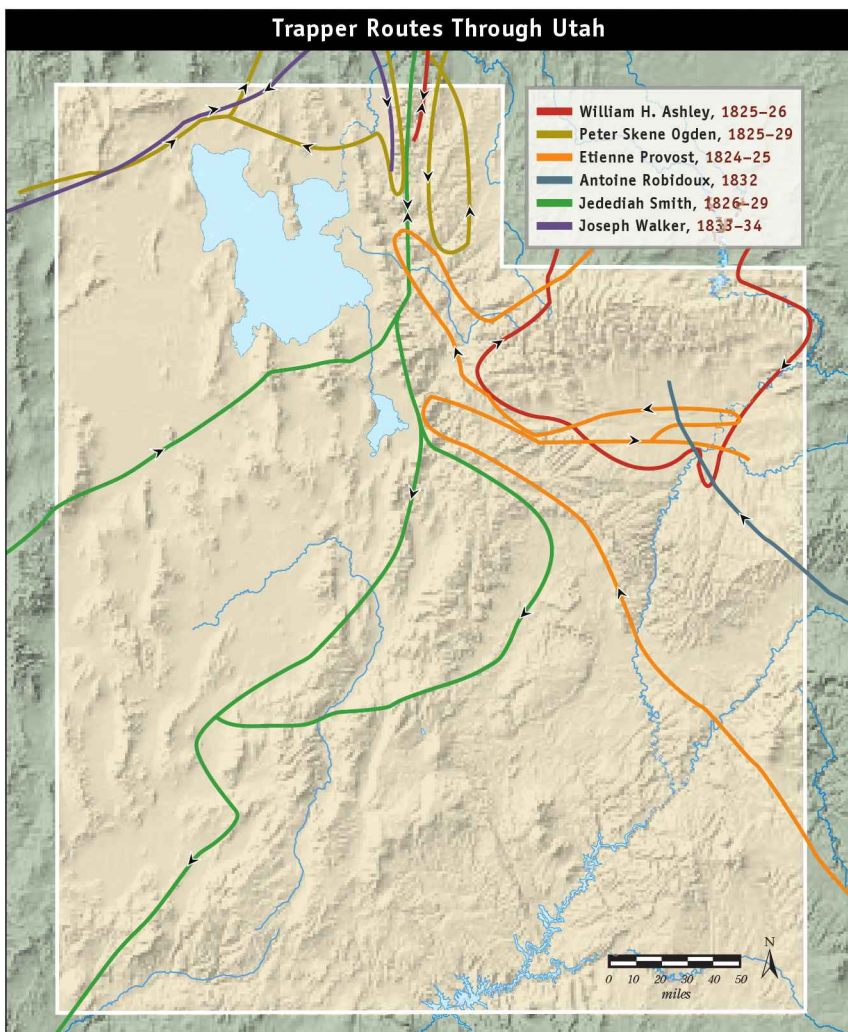 Trapper Routes Through Utah
William H. Ashley, 1825–26
Peter Skene Ogden, 1825–29
Etienne Provost, 1824–25
Antoine Robidoux, 1832
Jedediah Smith, 1826–29
Joseph Walker, 1833–34
N
0 10 20 30 40 50
miles